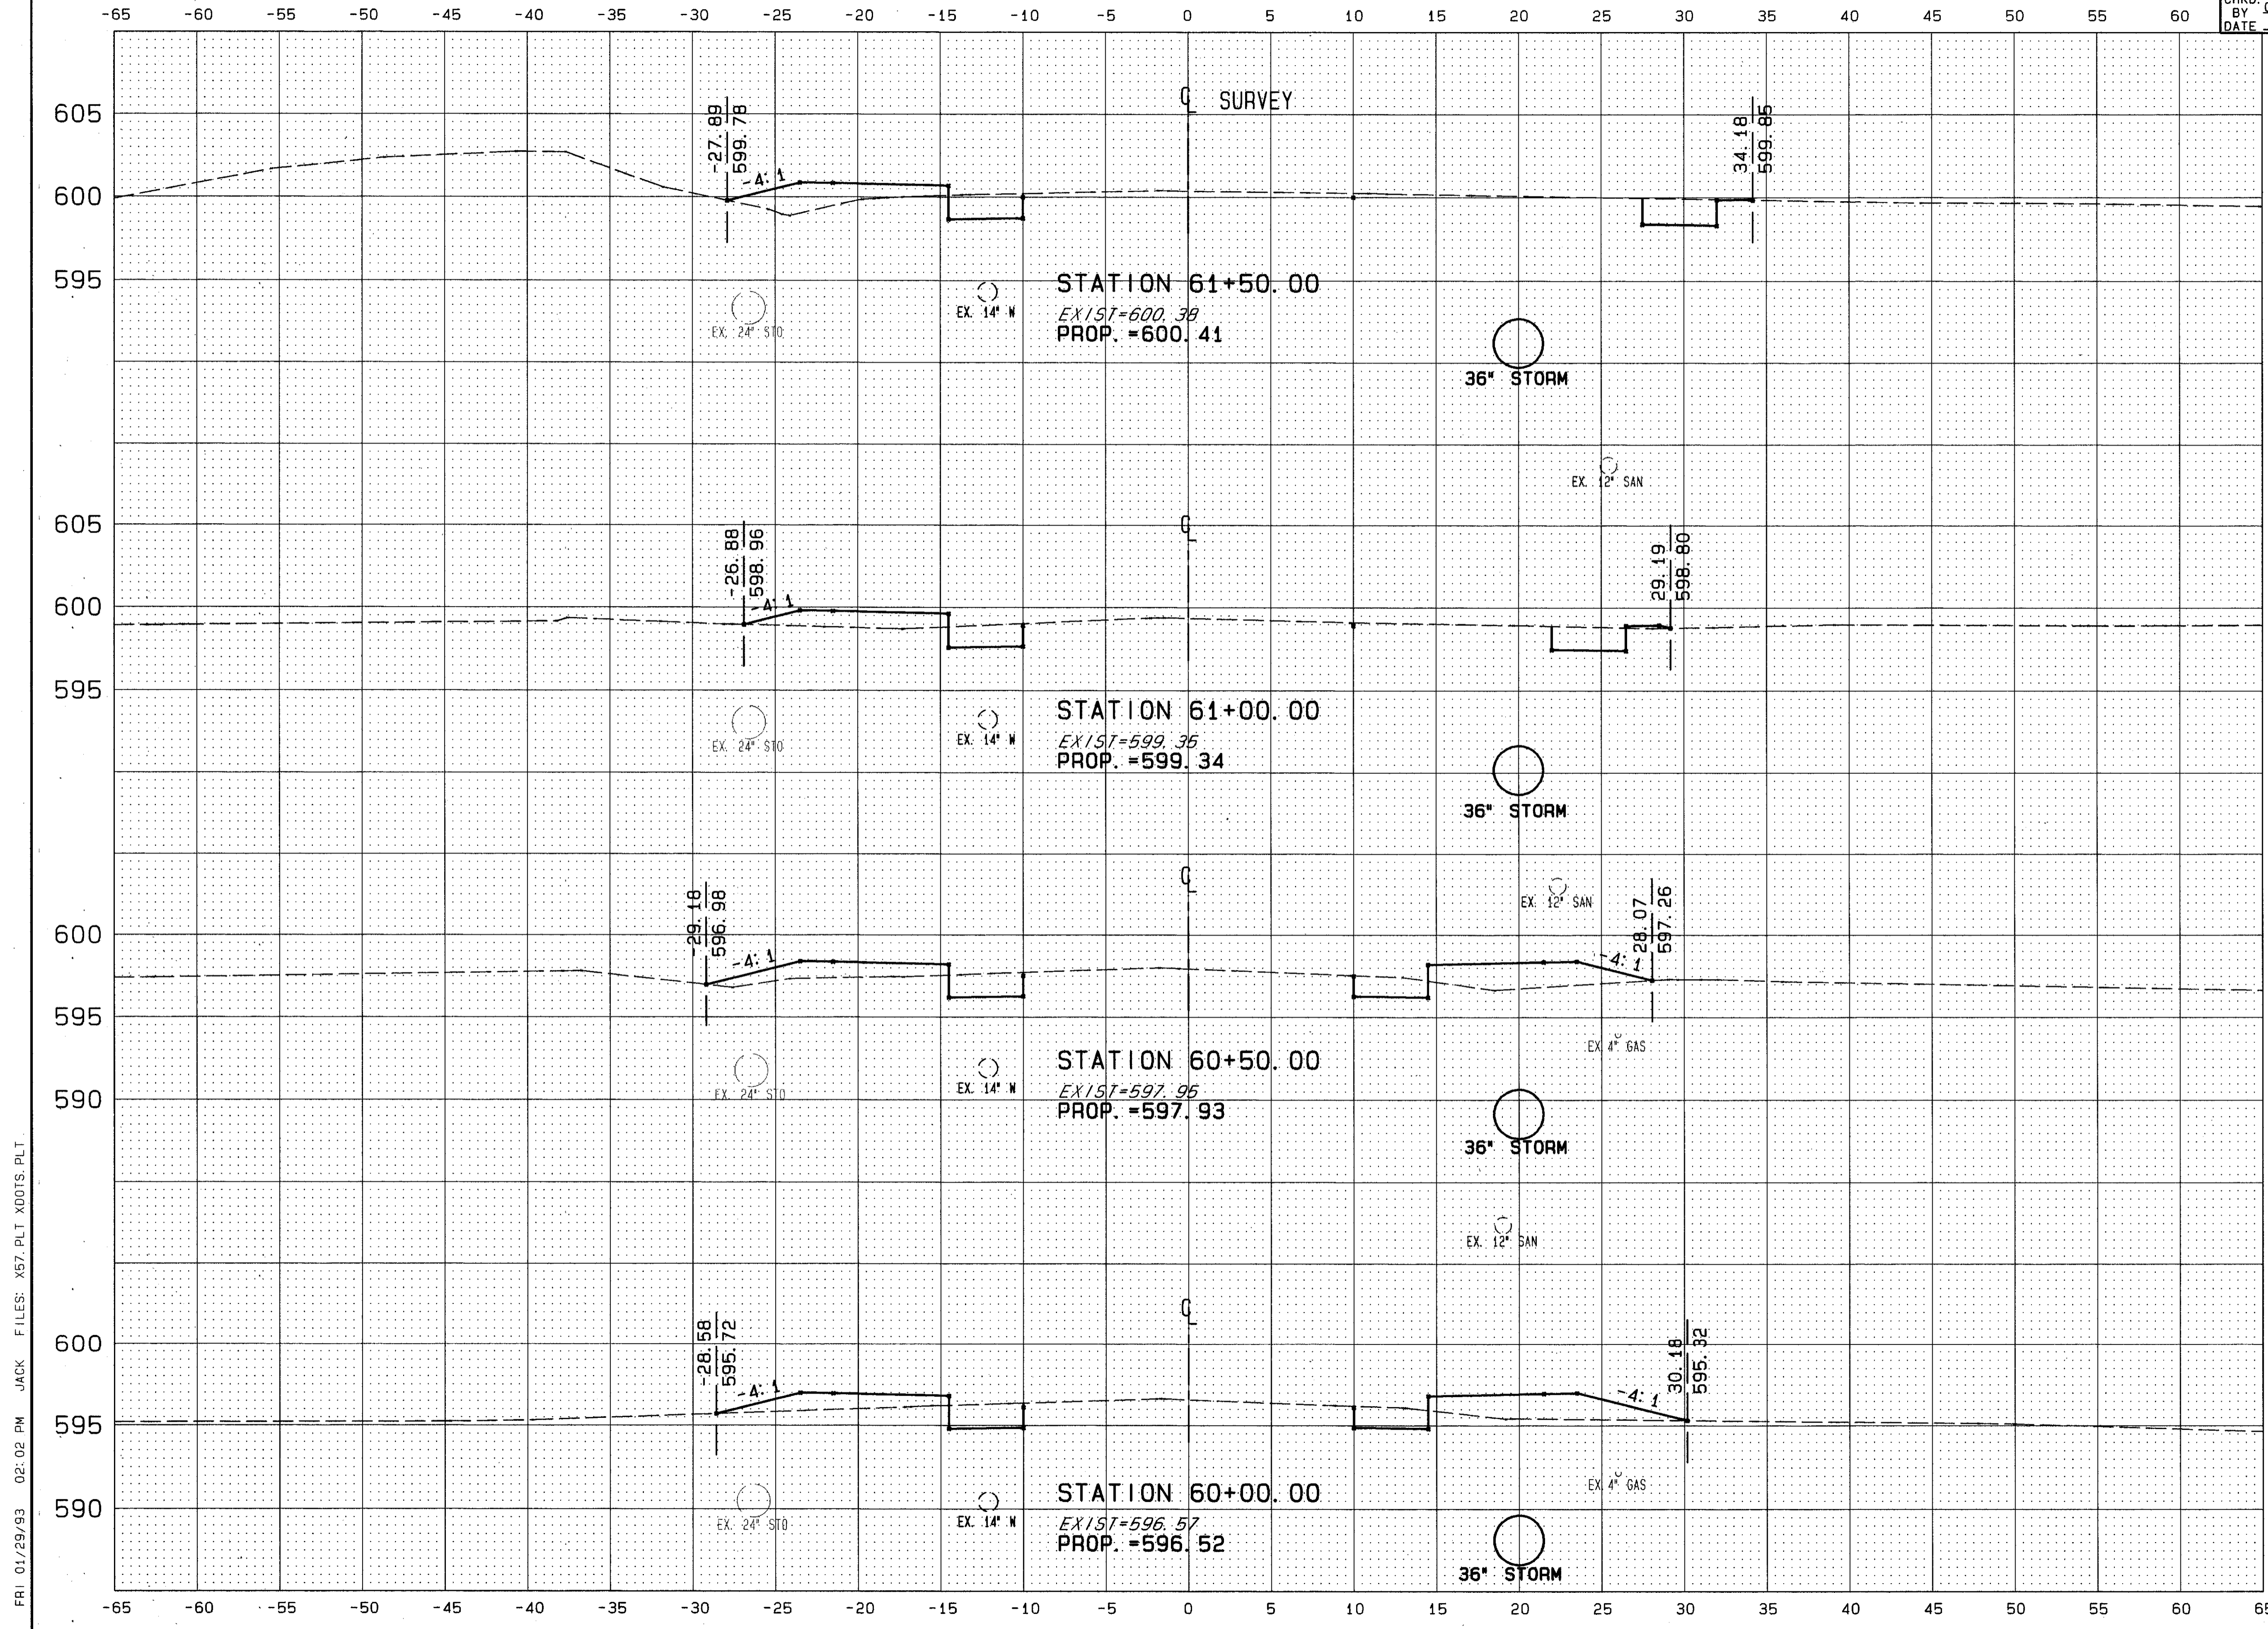 -65 -60 -55 -50 -45 -40 -35 -30 -25 -20 -15 -10 -5 0 5 10 15 20 25 30 35 40 45 50 55 60
BY
DATE
SURVEY
605
600
595
-27.89
599.78
-4:1
34.18
599.85
STATION 61+50.00
EXIST=600.38
PROP.=600.41
EX. 24" STO
EX. 14" W
36" STORM
EX. 12" SAN
605
600
595
-26.88
598.96
-4:1
29.19
598.80
STATION 61+00.00
EXIST=599.35
PROP.=599.34
EX. 24" STO
EX. 14" W
36" STORM
EX. 12" SAN
600
595
590
-29.18
596.98
-4:1
-4:1
28.07
597.26
STATION 60+50.00
EXIST=597.95
PROP.=597.93
EX. 24" STO
EX. 14" W
EX 4" GAS
36" STORM
EX. 12" SAN
600
595
590
-28.58
595.72
-4:1
-4:1
30.18
595.32
STATION 60+00.00
EXIST=596.57
PROP.=596.52
EX. 24" STO
EX. 14" W
EX 4" GAS
36" STORM
-65 -60 -55 -50 -45 -40 -35 -30 -25 -20 -15 -10 -5 0 5 10 15 20 25 30 35 40 45 50 55 60 65
FRI 01/29/93 02:02 PM JACK FILES: X57.PLT XDOTS.PLT